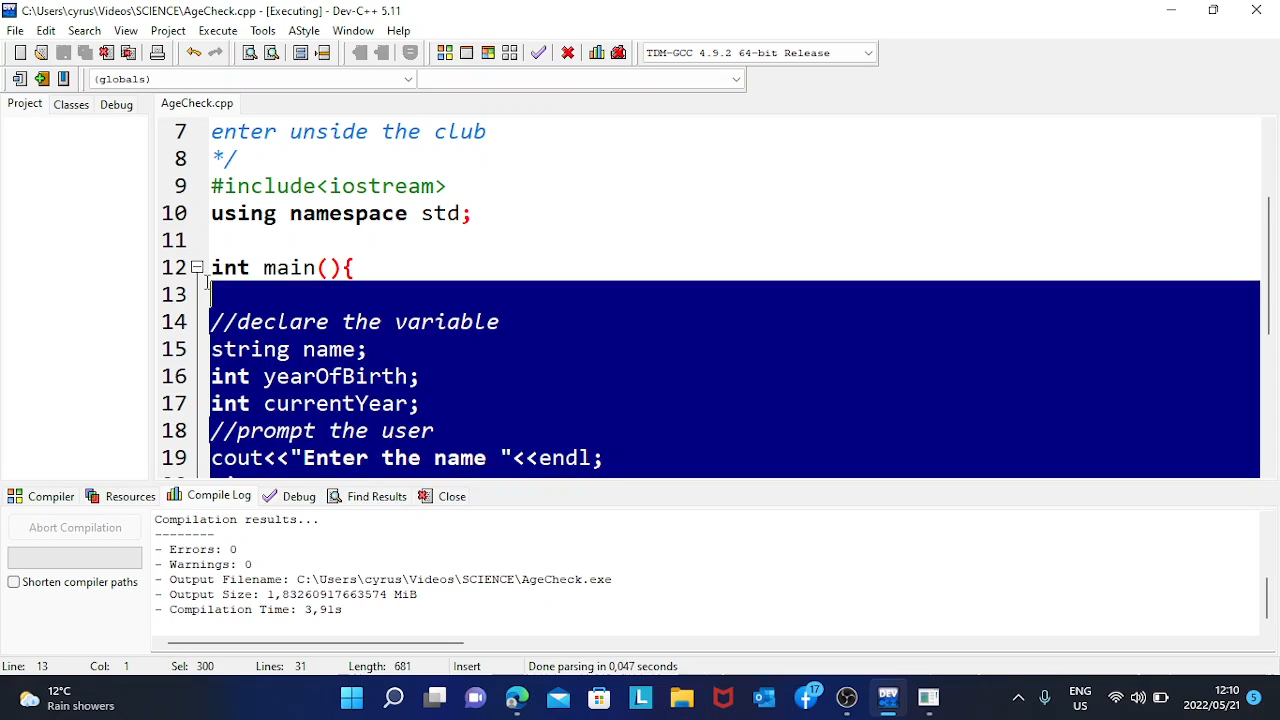 C:\Users\cyrus\Videos\SCIENCE\AgeCheck.cpp - [Executing] - Dev-C++ 5.11
File Edit Search View Project Execute Tools AStyle Window Help
TDM-GCC 4.9.2 64-bit Release
(globals)
Project Classes Debug AgeCheck.cpp
7 enter unside the club
8 */
9 #include<iostream>
10 using namespace std;
11
12 int main(){
13
14 //declare the variable
15 string name;
16 int yearOfBirth;
17 int currentYear;
18 //prompt the user
19 cout<<"Enter the name "<<endl;
Compiler Resources Compile Log Debug Find Results Close
Abort Compilation
Shorten compiler paths
Compilation results...
--------
- Errors: 0
- Warnings: 0
- Output Filename: C:\Users\cyrus\Videos\SCIENCE\AgeCheck.exe
- Output Size: 1,83260917663574 MiB
- Compilation Time: 3,91s
Line: 13 Col: 1 Sel: 300 Lines: 31 Length: 681 Insert Done parsing in 0,047 seconds
12°C
Rain showers
L
17
DEV
ENG
US
12:10
2022/05/21
5